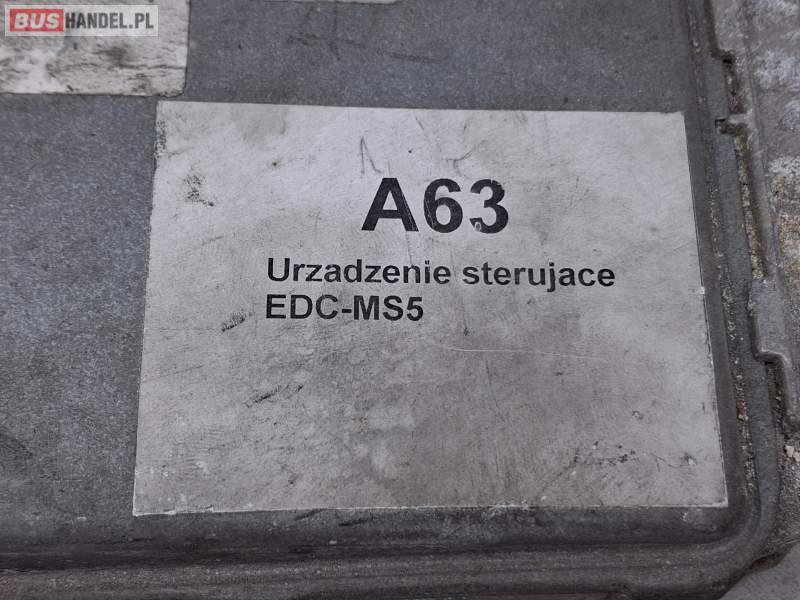 BUSHANDEL.PL
A63
Urzadzenie sterujace
EDC-MS5